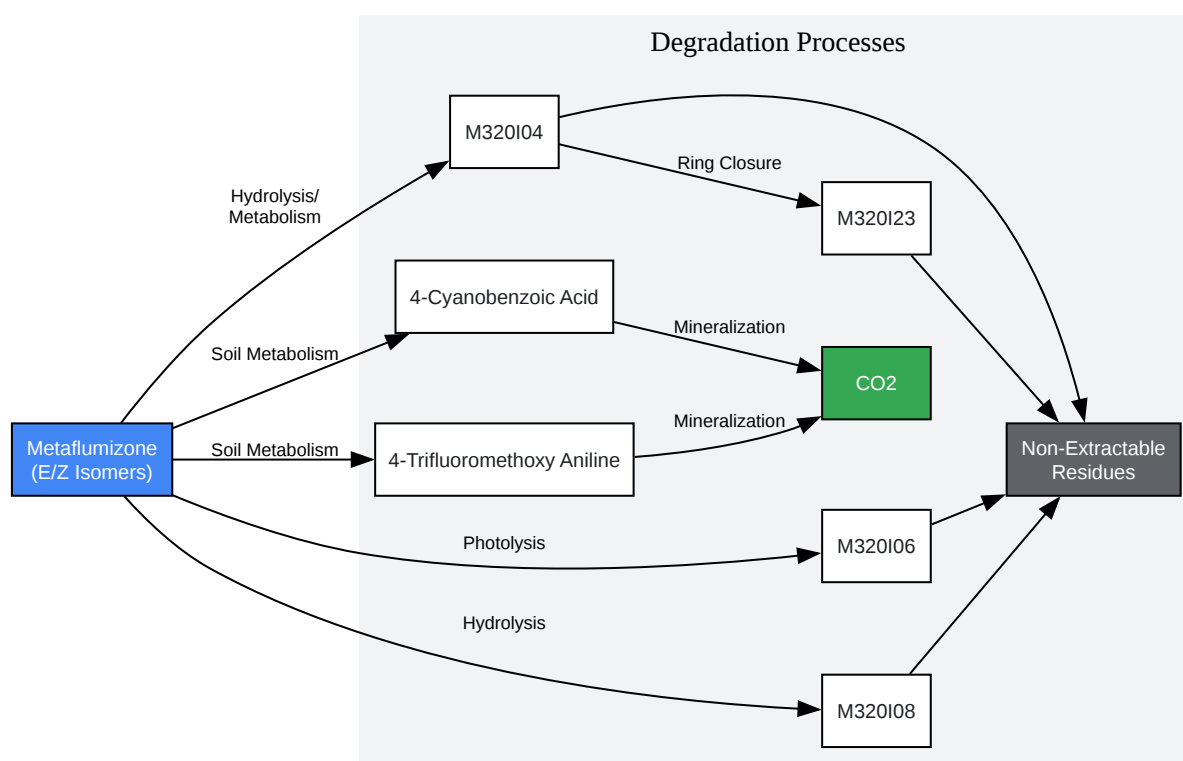 Degradation Processes
M320I04
Ring Closure
Hydrolysis/
Metabolism
M320I23
4-Cyanobenzoic Acid
Mineralization
Soil Metabolism
CO2
Mineralization
Metaflumizone
(E/Z Isomers)
Soil Metabolism
4-Trifluoromethoxy Aniline
Non-Extractable
Residues
Photolysis
M320I06
Hydrolysis
M320I08